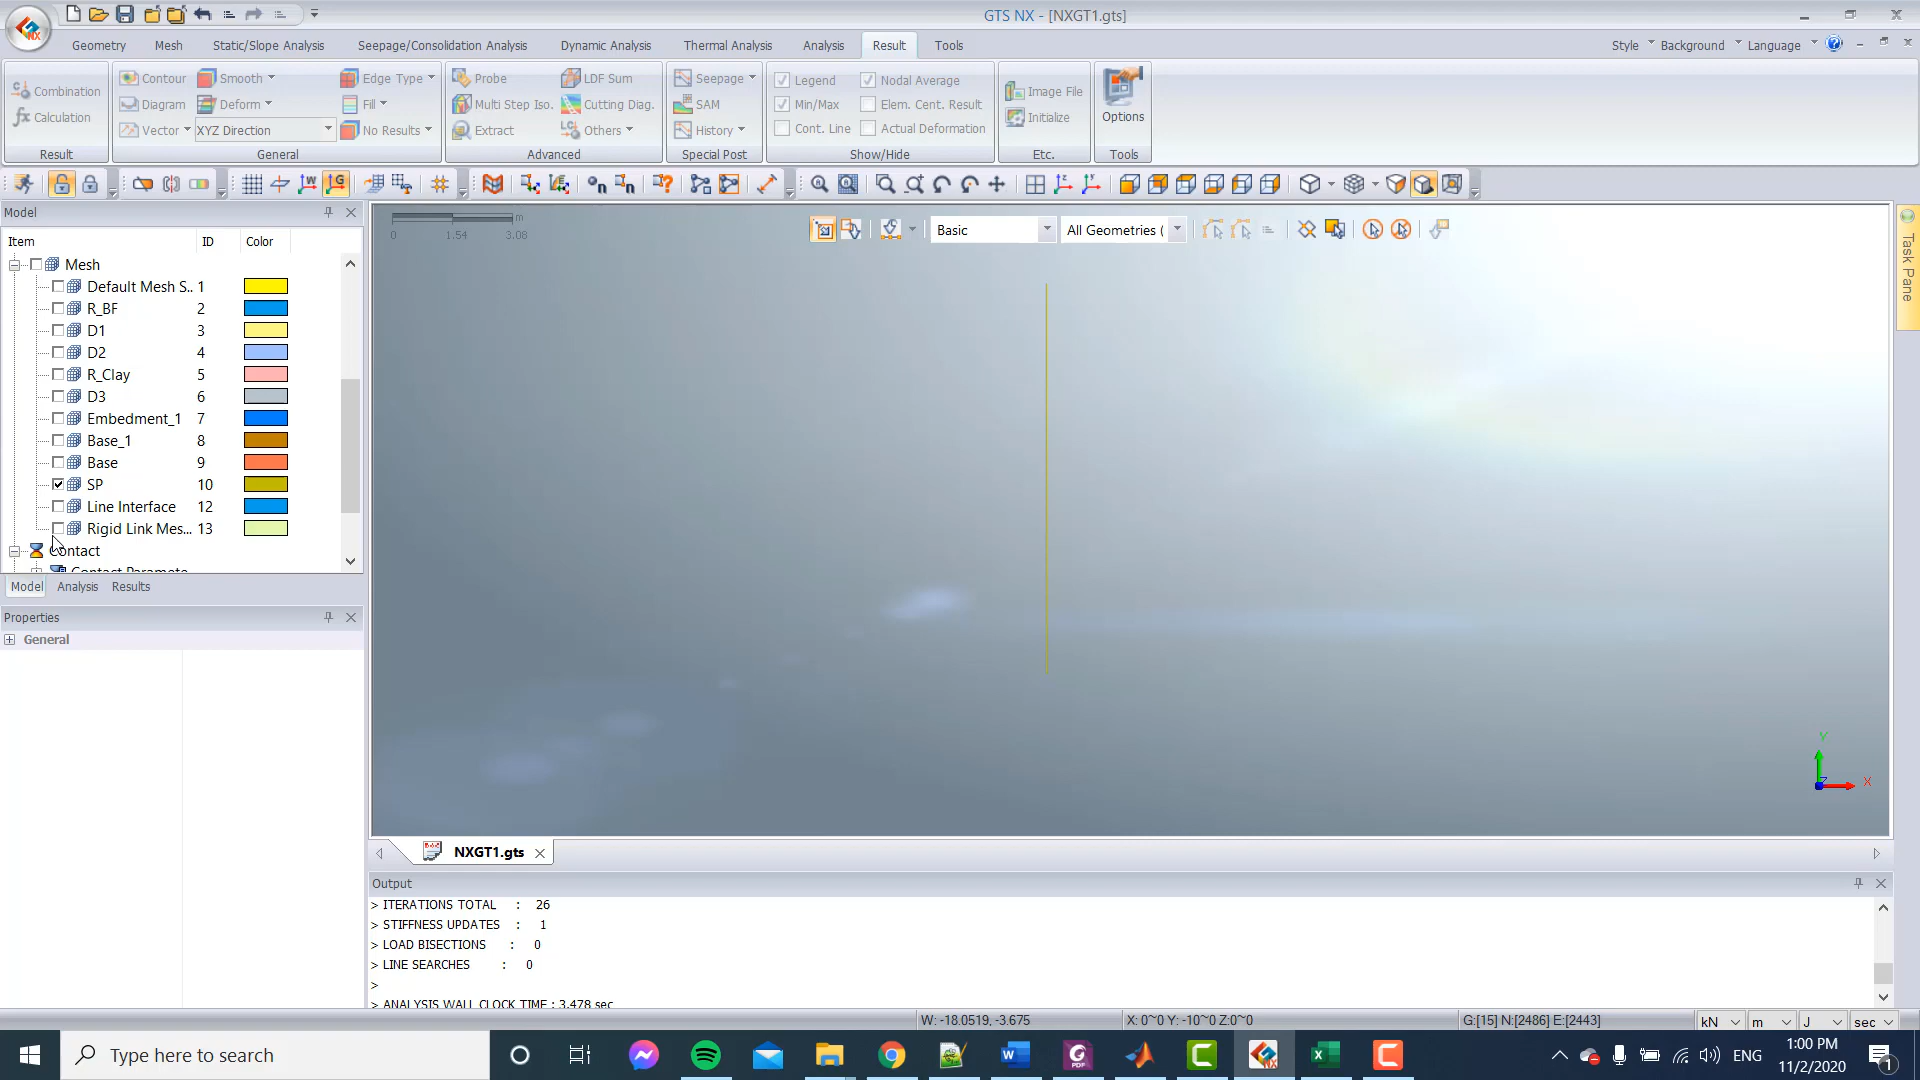 GTS NX - [NXGT1.gts]
Geometry Mesh Static/Slope Analysis Seepage/Consolidation Analysis Dynamic Analysis Thermal Analysis Analysis Result Tools Style Background Language
Combination
Calculation
Result
Contour Smooth Edge Type
Diagram Deform Fill
Vector XYZ Direction No Results
General
Probe LDF Sum
Multi Step Iso. Cutting Diag.
Extract Others
Advanced
Seepage
SAM
History
Special Post
Legend Nodal Average
Min/Max Elem. Cent. Result
Cont. Line Actual Deformation
Show/Hide
Image File
Initialize
Etc.
Options
Tools
Model
Item ID Color
Mesh
Default Mesh S.. 1
R_BF 2
D1 3
D2 4
R_Clay 5
D3 6
Embedment_1 7
Base_1 8
Base 9
SP 10
Line Interface 12
Rigid Link Mes... 13
Contact
Contact Paramete
Model Analysis Results
Properties
General
m
0 1.54 3.08
Basic All Geometries (
Task Pane
Y
Z
X
NXGT1.gts
Output
> ITERATIONS TOTAL : 26
> STIFFNESS UPDATES : 1
> LOAD BISECTIONS : 0
> LINE SEARCHES : 0
>
> ANALYSIS WALL CLOCK TIME : 3.478 sec
W: -18.0519, -3.675 X: 0~0 Y: -10~0 Z:0~0 G:[15] N:[2486] E:[2443] kN m J sec
Type here to search
ENG
1:00 PM
11/2/2020
1